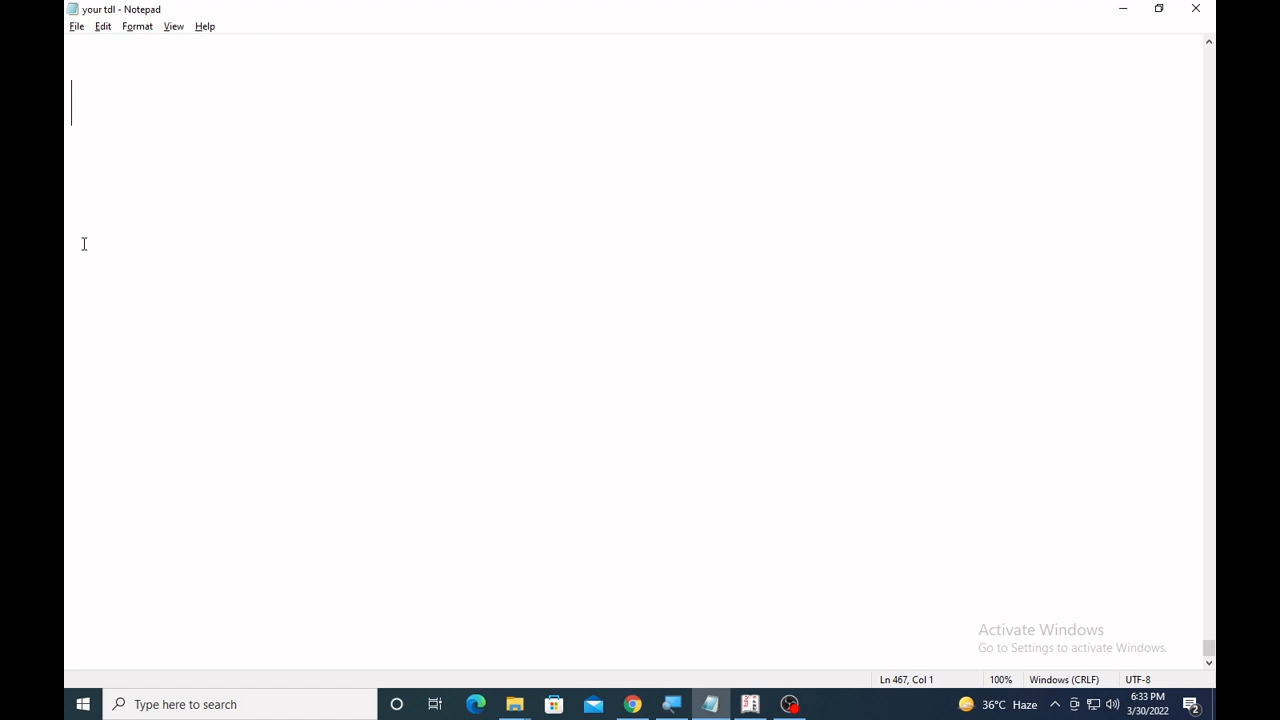 your tdl - Notepad
File Edit Format View Help
Activate Windows
Go to Settings to activate Windows.
Ln 467, Col 1 100% Windows (CRLF) UTF-8
Type here to search
36°C Haze
6:33 PM
3/30/2022
2